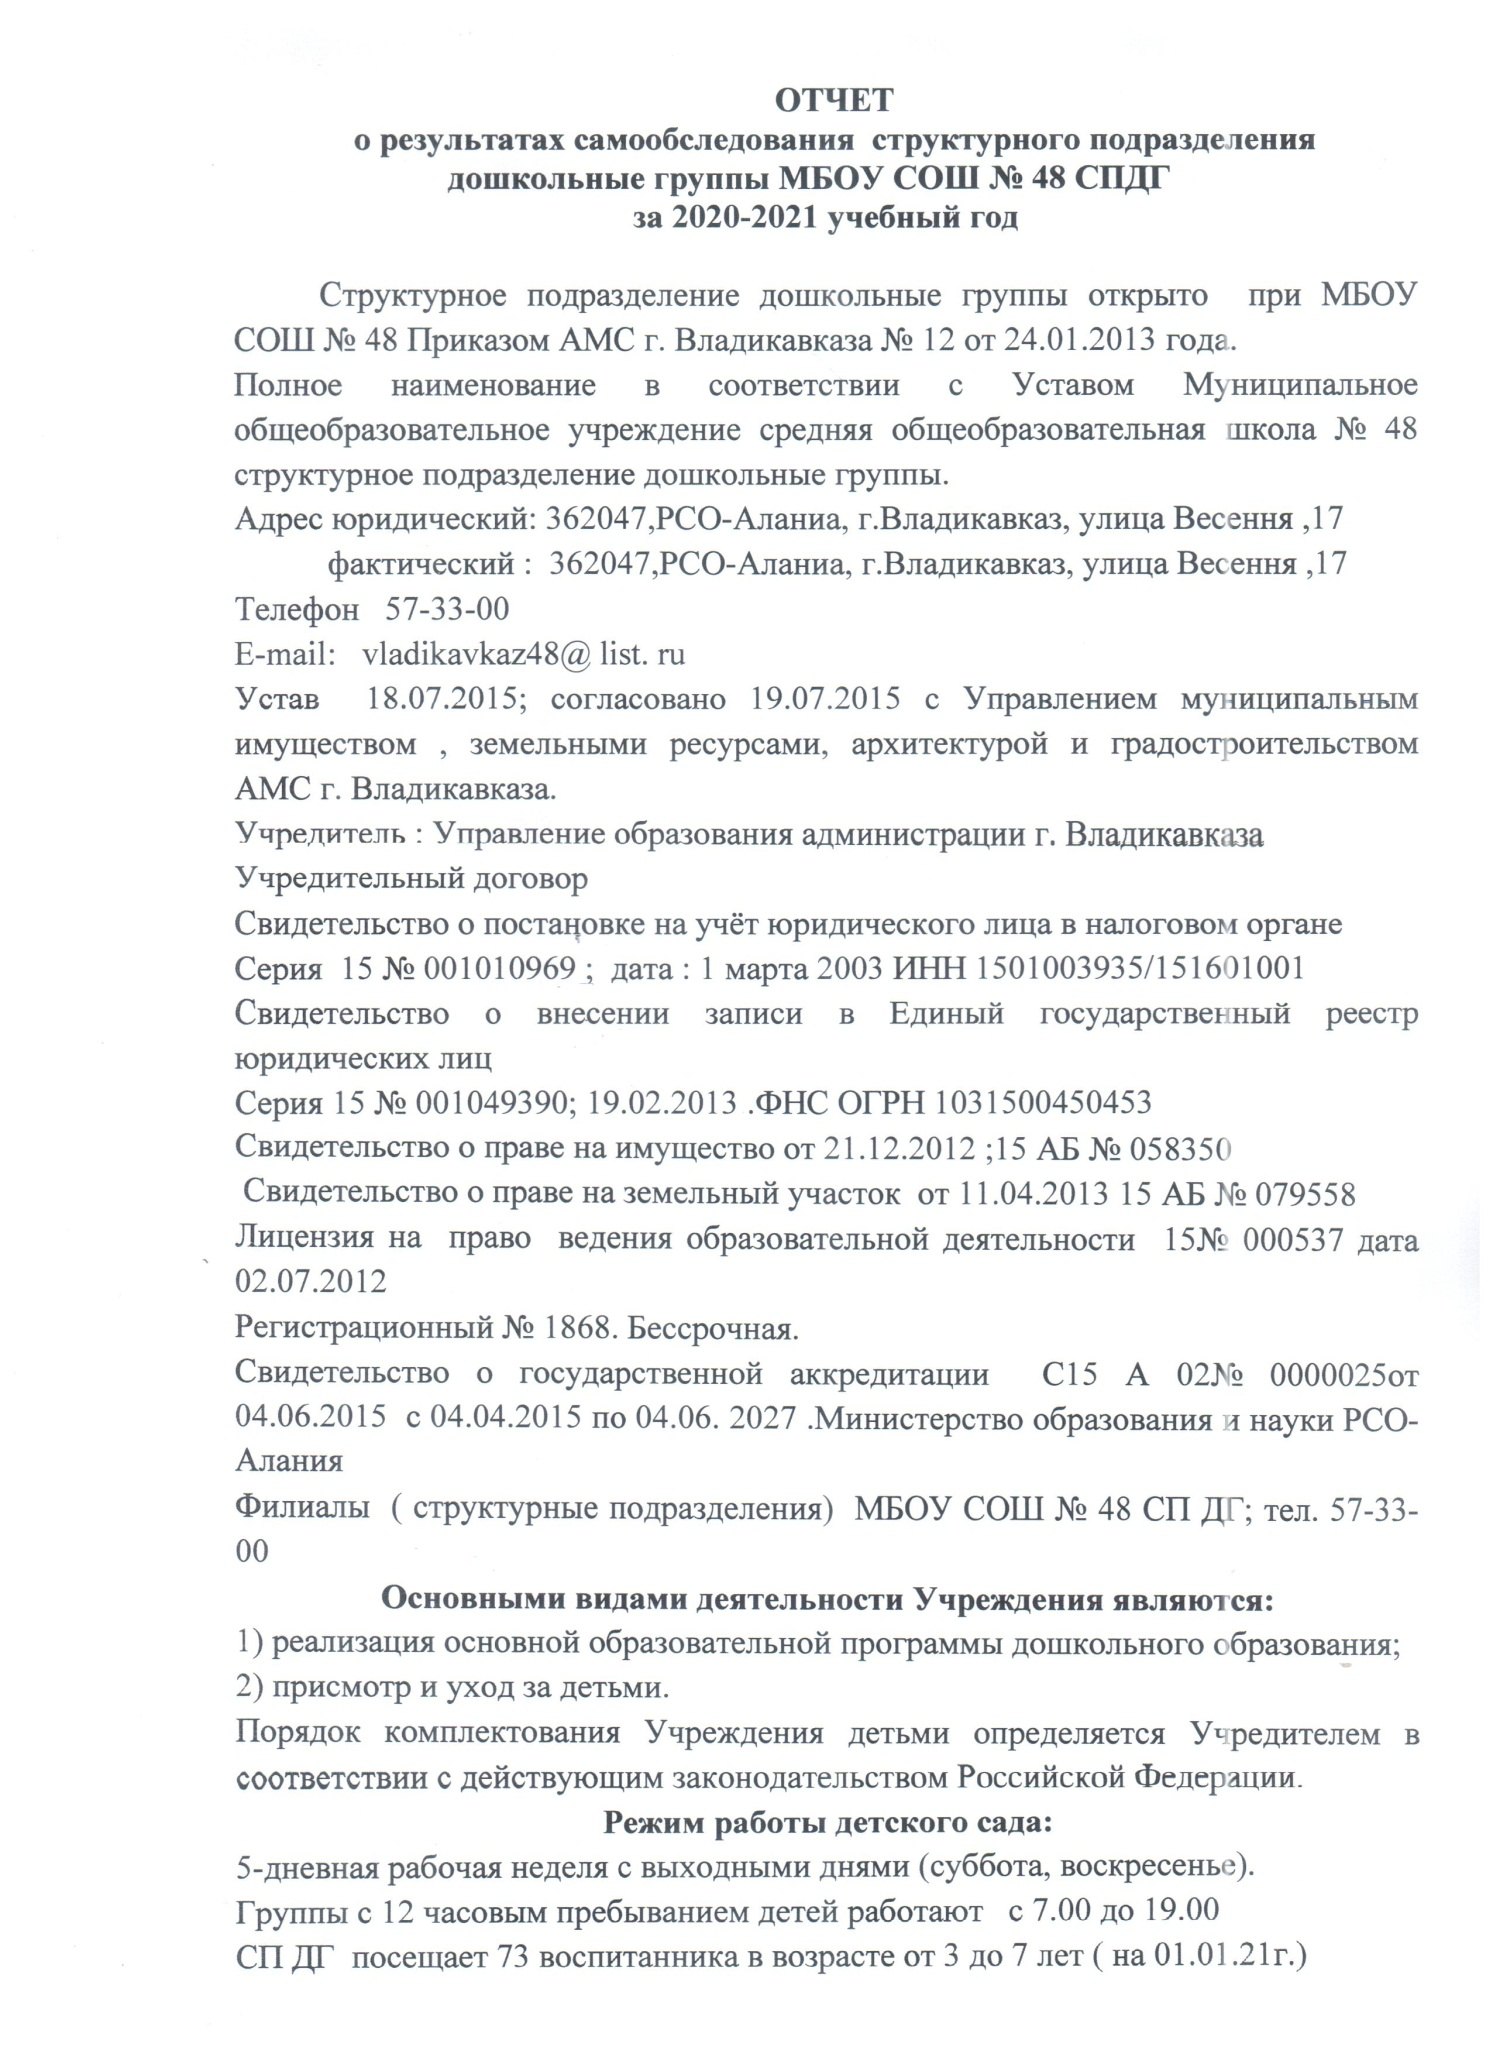 ОТЧЕТ
о результатах самообследования структурного подразделения
дошкольные группы МБОУ СОШ № 48 СПДГ
за 2020-2021 учебный год
Структурное подразделение дошкольные группы открыто при МБОУ
СОШ № 48 Приказом АМС г. Владикавказа № 12 от 24.01.2013 года.
Полное наименование в соответствии с Уставом Муниципальное
общеобразовательное учреждение средняя общеобразовательная школа № 48
структурное подразделение дошкольные группы.
Адрес юридический: 362047,РСО-Аланиа, г.Владикавказ, улица Весення ,17
фактический : 362047,РСО-Аланиа, г.Владикавказ, улица Весення ,17
Телефон 57-33-00
E-mail: vladikavkaz48@ list. ru
Устав 18.07.2015; согласовано 19.07.2015 с Управлением муниципальным
имуществом , земельными ресурсами, архитектурой и градостроительством
АМС г. Владикавказа.
Учредитель : Управление образования администрации г. Владикавказа
Учредительный договор
Свидетельство о постановке на учёт юридического лица в налоговом органе
Серия 15 № 001010969 ; дата : 1 марта 2003 ИНН 1501003935/151601001
Свидетельство о внесении записи в Единый государственный реестр
юридических лиц
Серия 15 № 001049390; 19.02.2013 .ФНС ОГРН 1031500450453
Свидетельство о праве на имущество от 21.12.2012 ;15 АБ № 058350
Свидетельство о праве на земельный участок от 11.04.2013 15 АБ № 079558
Лицензия на право ведения образовательной деятельности 15№ 000537 дата
02.07.2012
Регистрационный № 1868. Бессрочная.
Свидетельство о государственной аккредитации С15 А 02№ 0000025от
04.06.2015 с 04.04.2015 по 04.06. 2027 .Министерство образования и науки РСО-
Алания
Филиалы ( структурные подразделения) МБОУ СОШ № 48 СП ДГ; тел. 57-33-
00
Основными видами деятельности Учреждения являются:
1) реализация основной образовательной программы дошкольного образования;
2) присмотр и уход за детьми.
Порядок комплектования Учреждения детьми определяется Учредителем в
соответствии с действующим законодательством Российской Федерации.
Режим работы детского сада:
5-дневная рабочая неделя с выходными днями (суббота, воскресенье).
Группы с 12 часовым пребыванием детей работают с 7.00 до 19.00
СП ДГ посещает 73 воспитанника в возрасте от 3 до 7 лет ( на 01.01.21г.)